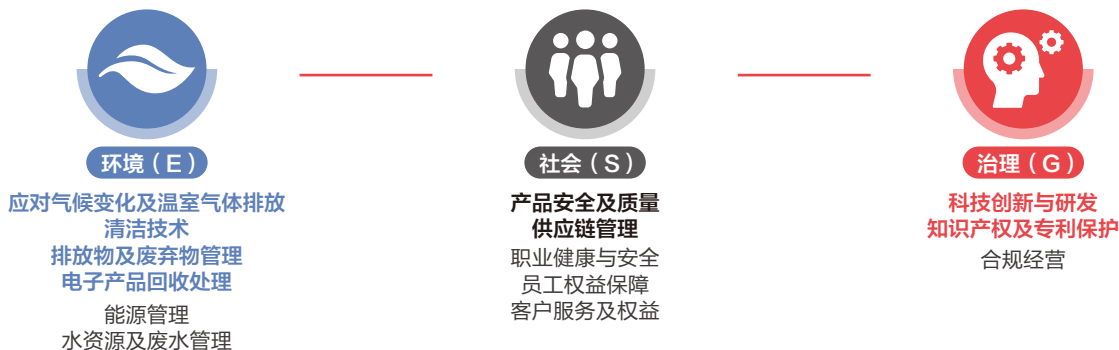 环境（E）
应对气候变化及温室气体排放
清洁技术
排放物及废弃物管理
电子产品回收处理
能源管理
水资源及废水管理
社会（S）
产品安全及质量
供应链管理
职业健康与安全
员工权益保障
客户服务及权益
治理（G）
科技创新与研发
知识产权及专利保护
合规经营